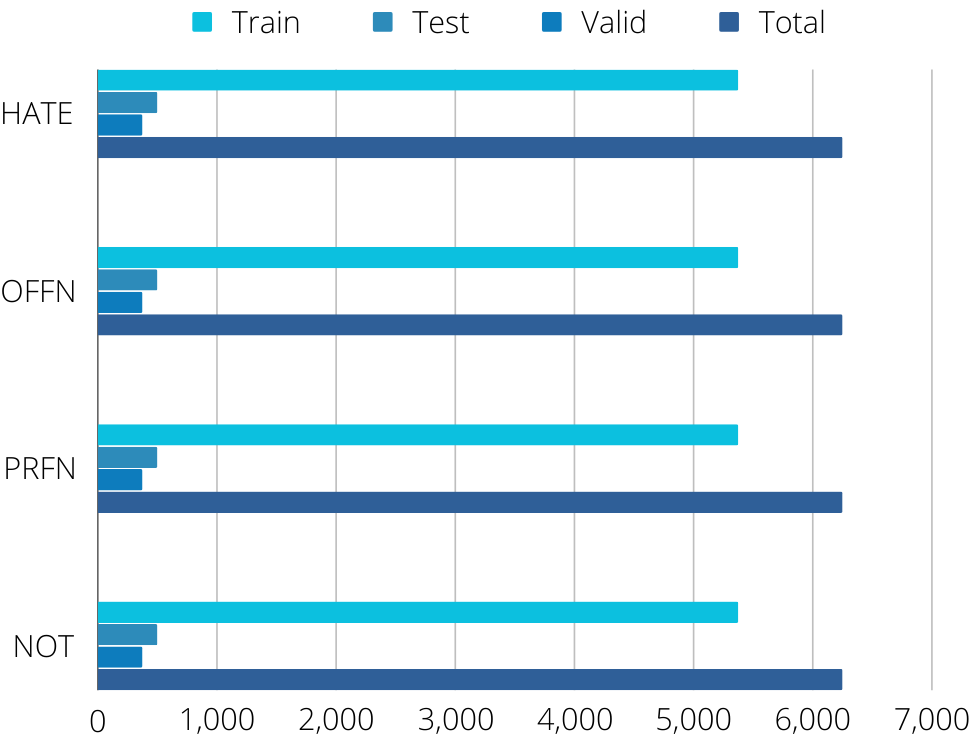 Train Test Valid Total
HATE
OFFN
PRFN
NOT
0 1,000 2,000 3,000 4,000 5,000 6,000 7,000